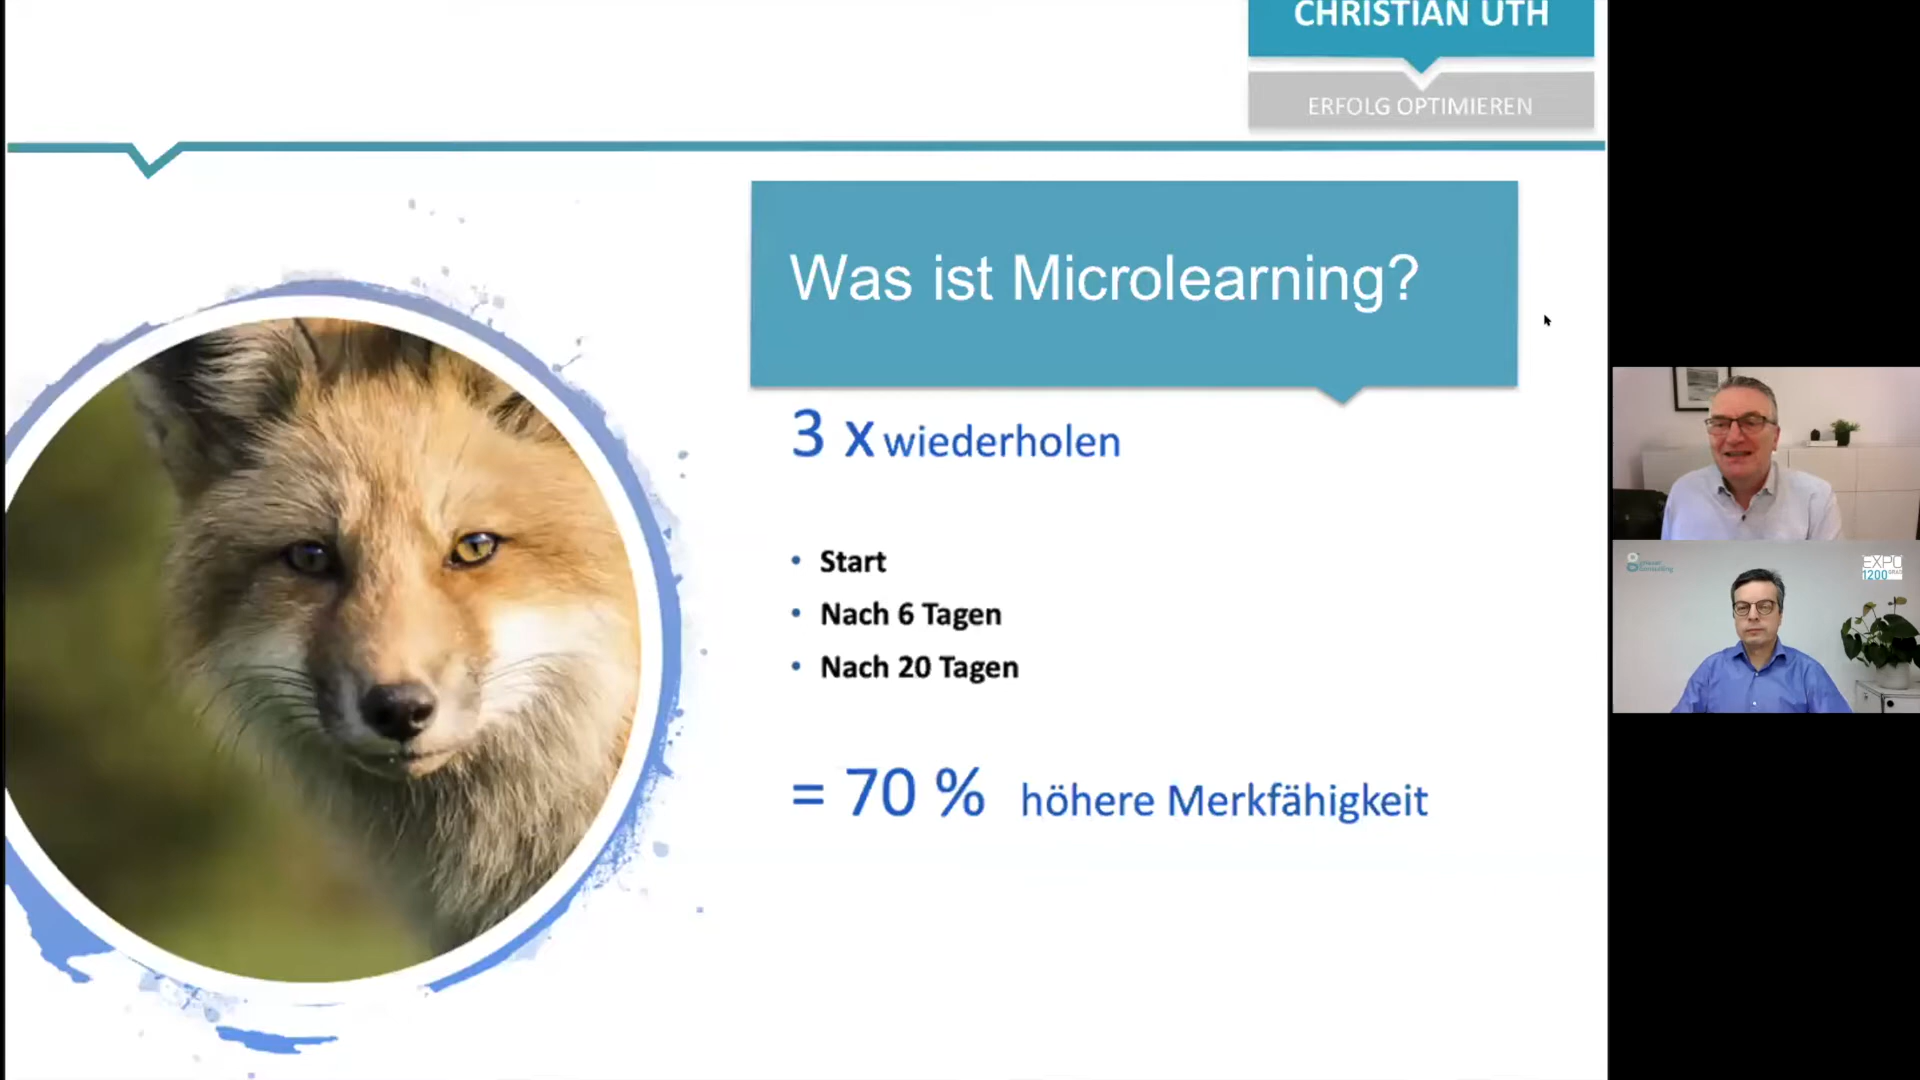 CHRISTIAN UTH
ERFOLG OPTIMIEREN
Was ist Microlearning?
3 x wiederholen
• Start
• Nach 6 Tagen
• Nach 20 Tagen
= 70 % höhere Merkfähigkeit
EXPO
1200